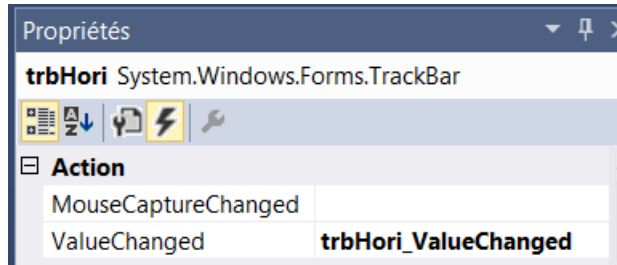 Propriétés
trbHori System.Windows.Forms.TrackBar
Action
MouseCaptureChanged
ValueChanged trbHori_ValueChanged